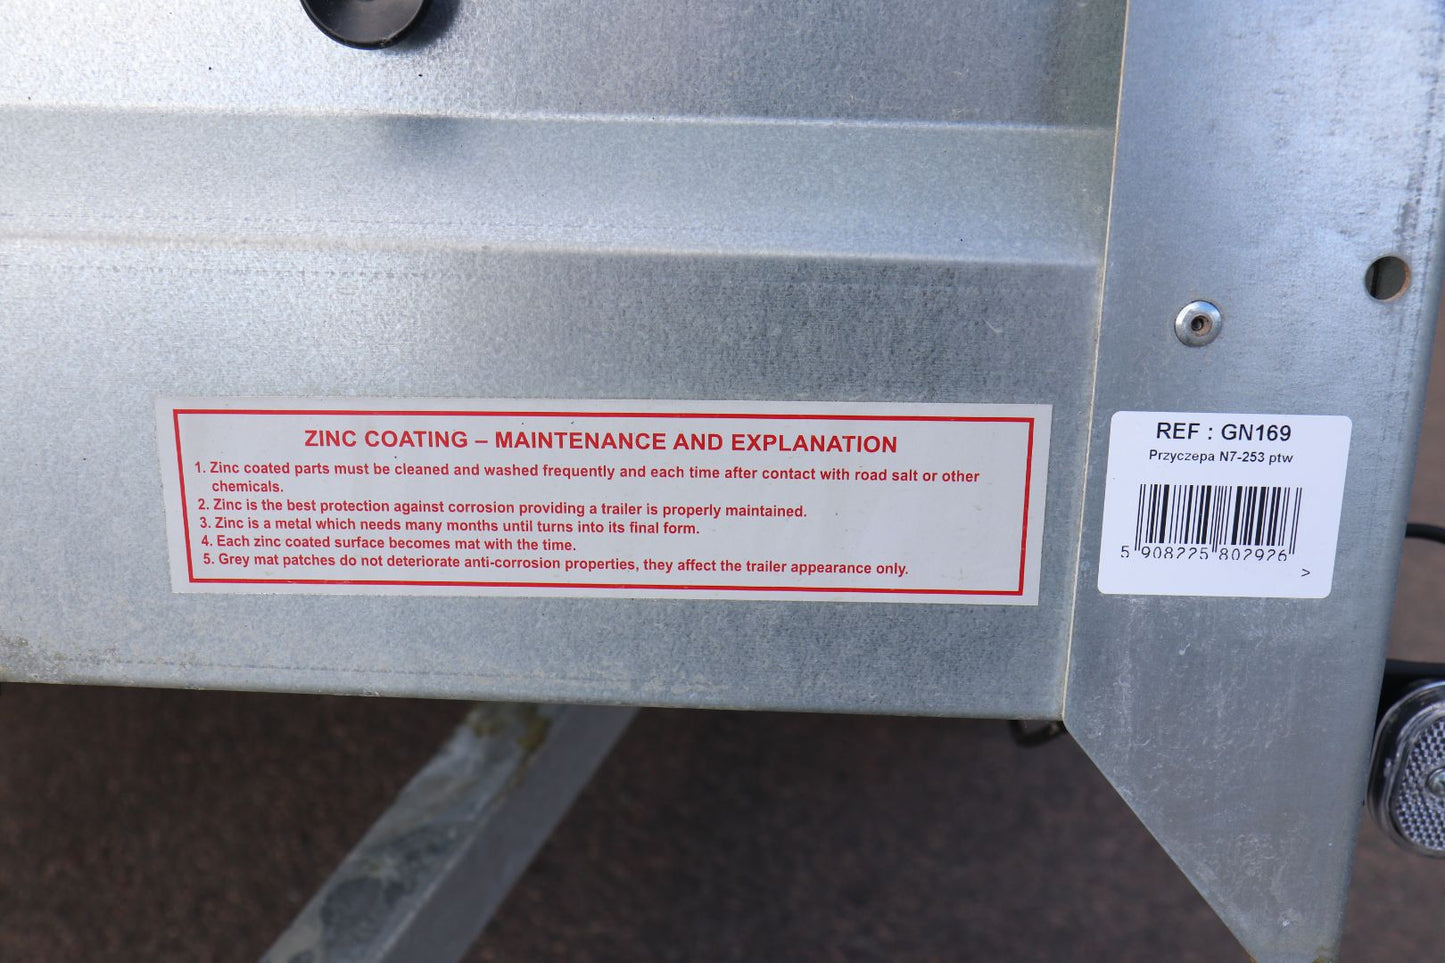 ZINC COATING – MAINTENANCE AND EXPLANATION
1. Zinc coated parts must be cleaned and washed frequently and each time after contact with road salt or other
chemicals.
2. Zinc is the best protection against corrosion providing a trailer is properly maintained.
3. Zinc is a metal which needs many months until turns into its final form.
4. Each zinc coated surface becomes mat with the time.
5. Grey mat patches do not deteriorate anti-corrosion properties, they affect the trailer appearance only.
REF : GN169
Przyczepa N7-253 ptw
5 908225 802926
>